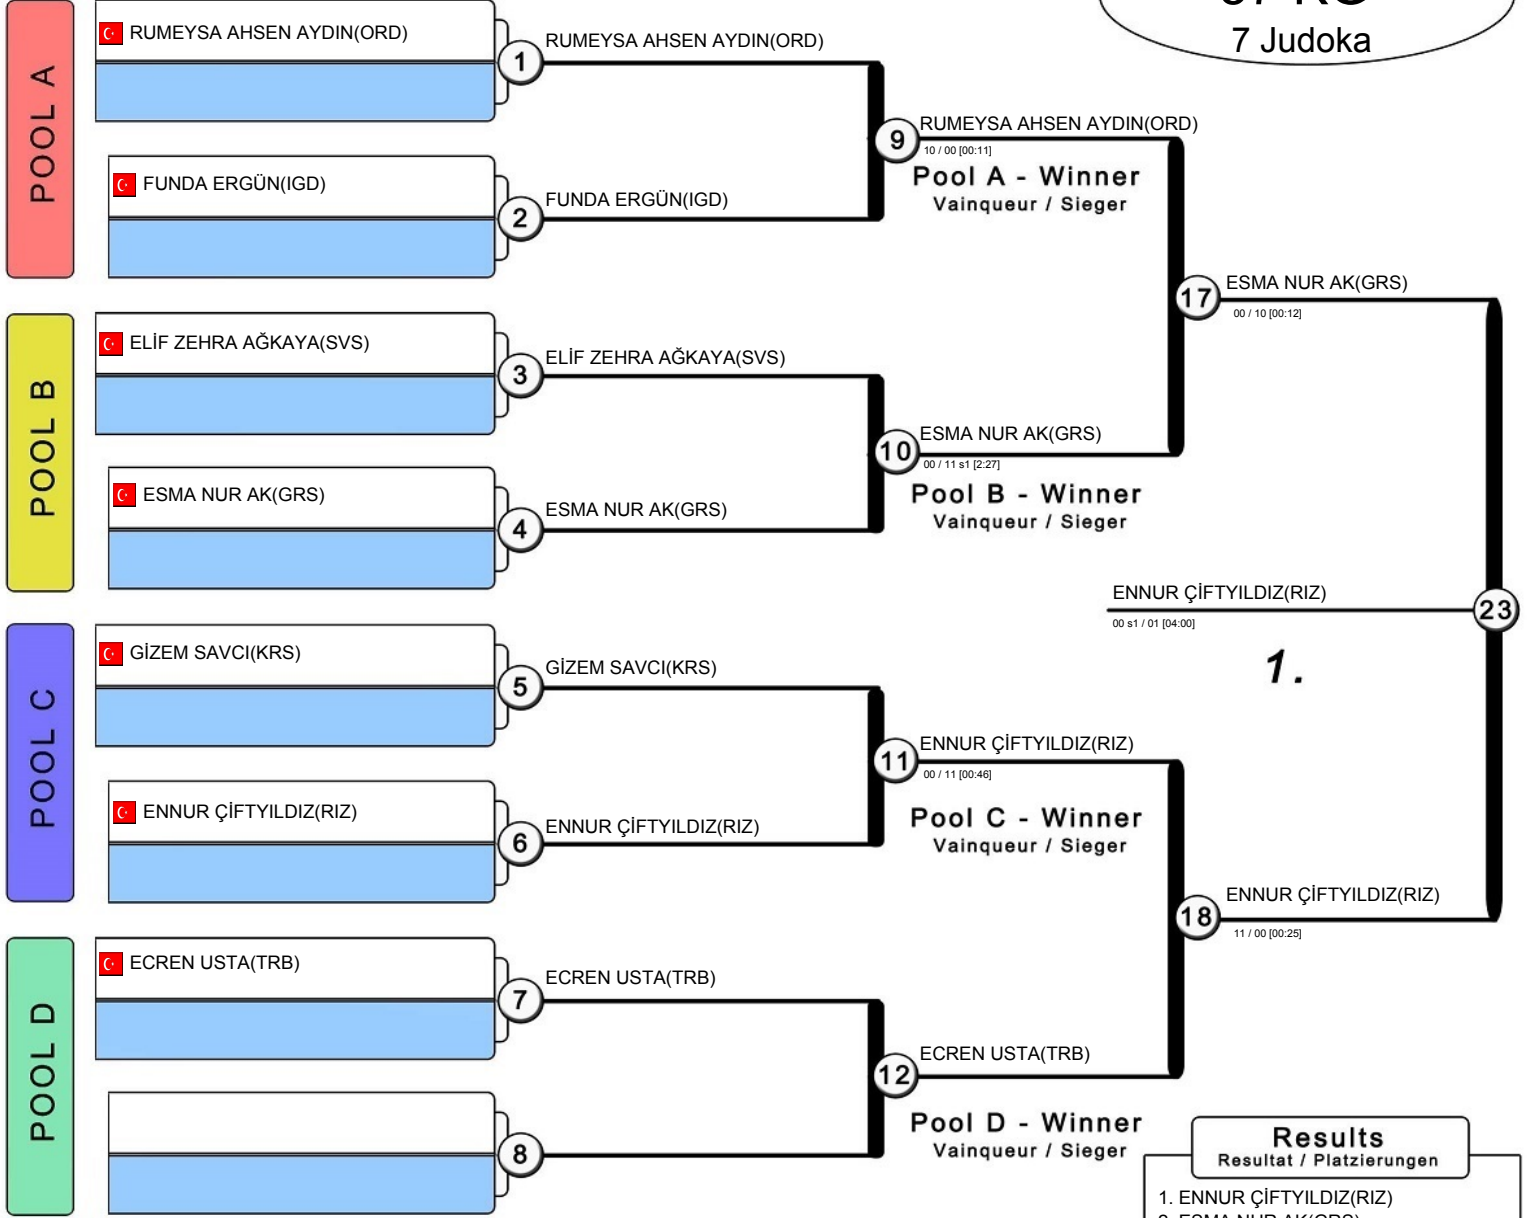 7 Judoka
POOL A
RUMEYSA AHSEN AYDIN(ORD)
1
RUMEYSA AHSEN AYDIN(ORD)
FUNDA ERGÜN(IGD)
2
FUNDA ERGÜN(IGD)
9
RUMEYSA AHSEN AYDIN(ORD)
10 / 00 [00:11]
Pool A - Winner
Vainqueur / Sieger
POOL B
ELİF ZEHRA AĞKAYA(SVS)
3
ELİF ZEHRA AĞKAYA(SVS)
ESMA NUR AK(GRS)
4
ESMA NUR AK(GRS)
10
ESMA NUR AK(GRS)
00 / 11 s1 [2:27]
Pool B - Winner
Vainqueur / Sieger
17
ESMA NUR AK(GRS)
00 / 10 [00:12]
POOL C
GİZEM SAVCI(KRS)
5
GİZEM SAVCI(KRS)
ENNUR ÇİFTYILDIZ(RIZ)
6
ENNUR ÇİFTYILDIZ(RIZ)
11
ENNUR ÇİFTYILDIZ(RIZ)
00 / 11 [00:46]
Pool C - Winner
Vainqueur / Sieger
POOL D
ECREN USTA(TRB)
7
ECREN USTA(TRB)
8
12
ECREN USTA(TRB)
Pool D - Winner
Vainqueur / Sieger
18
ENNUR ÇİFTYILDIZ(RIZ)
11 / 00 [00:25]
23
ENNUR ÇİFTYILDIZ(RIZ)
00 s1 / 01 [04:00]
1.
Results
Resultat / Platzierungen
1. ENNUR ÇİFTYILDIZ(RIZ)
2. ESMA NUR AK(GRS)